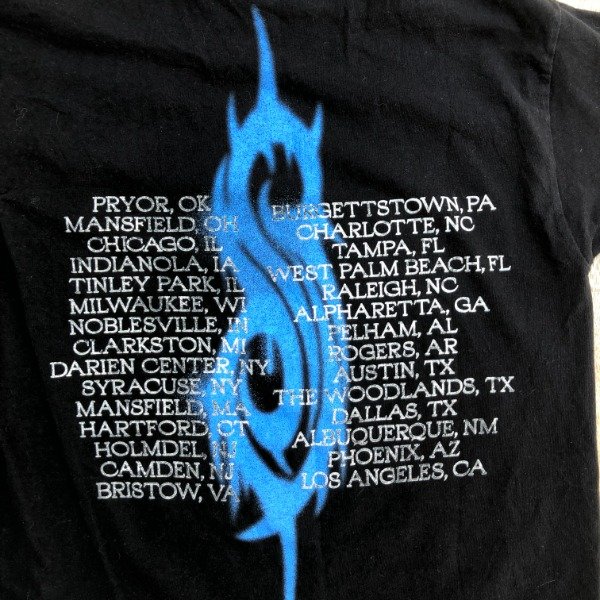 PRYOR, OK
MANSFIELD, OH
CHICAGO, IL
INDIANOLA, IA
TINLEY PARK, IL
MILWAUKEE, WI
NOBLESVILLE, IN
CLARKSTON, MI
DARIEN CENTER, NY
SYRACUSE, NY
MANSFIELD, MA
HARTFORD, CT
HOLMDEL, NJ
CAMDEN, NJ
BRISTOW, VA
BURGETTSTOWN, PA
CHARLOTTE, NC
TAMPA, FL
WEST PALM BEACH, FL
RALEIGH, NC
ALPHARETTA, GA
PELHAM, AL
ROGERS, AR
AUSTIN, TX
THE WOODLANDS, TX
DALLAS, TX
ALBUQUERQUE, NM
PHOENIX, AZ
LOS ANGELES, CA